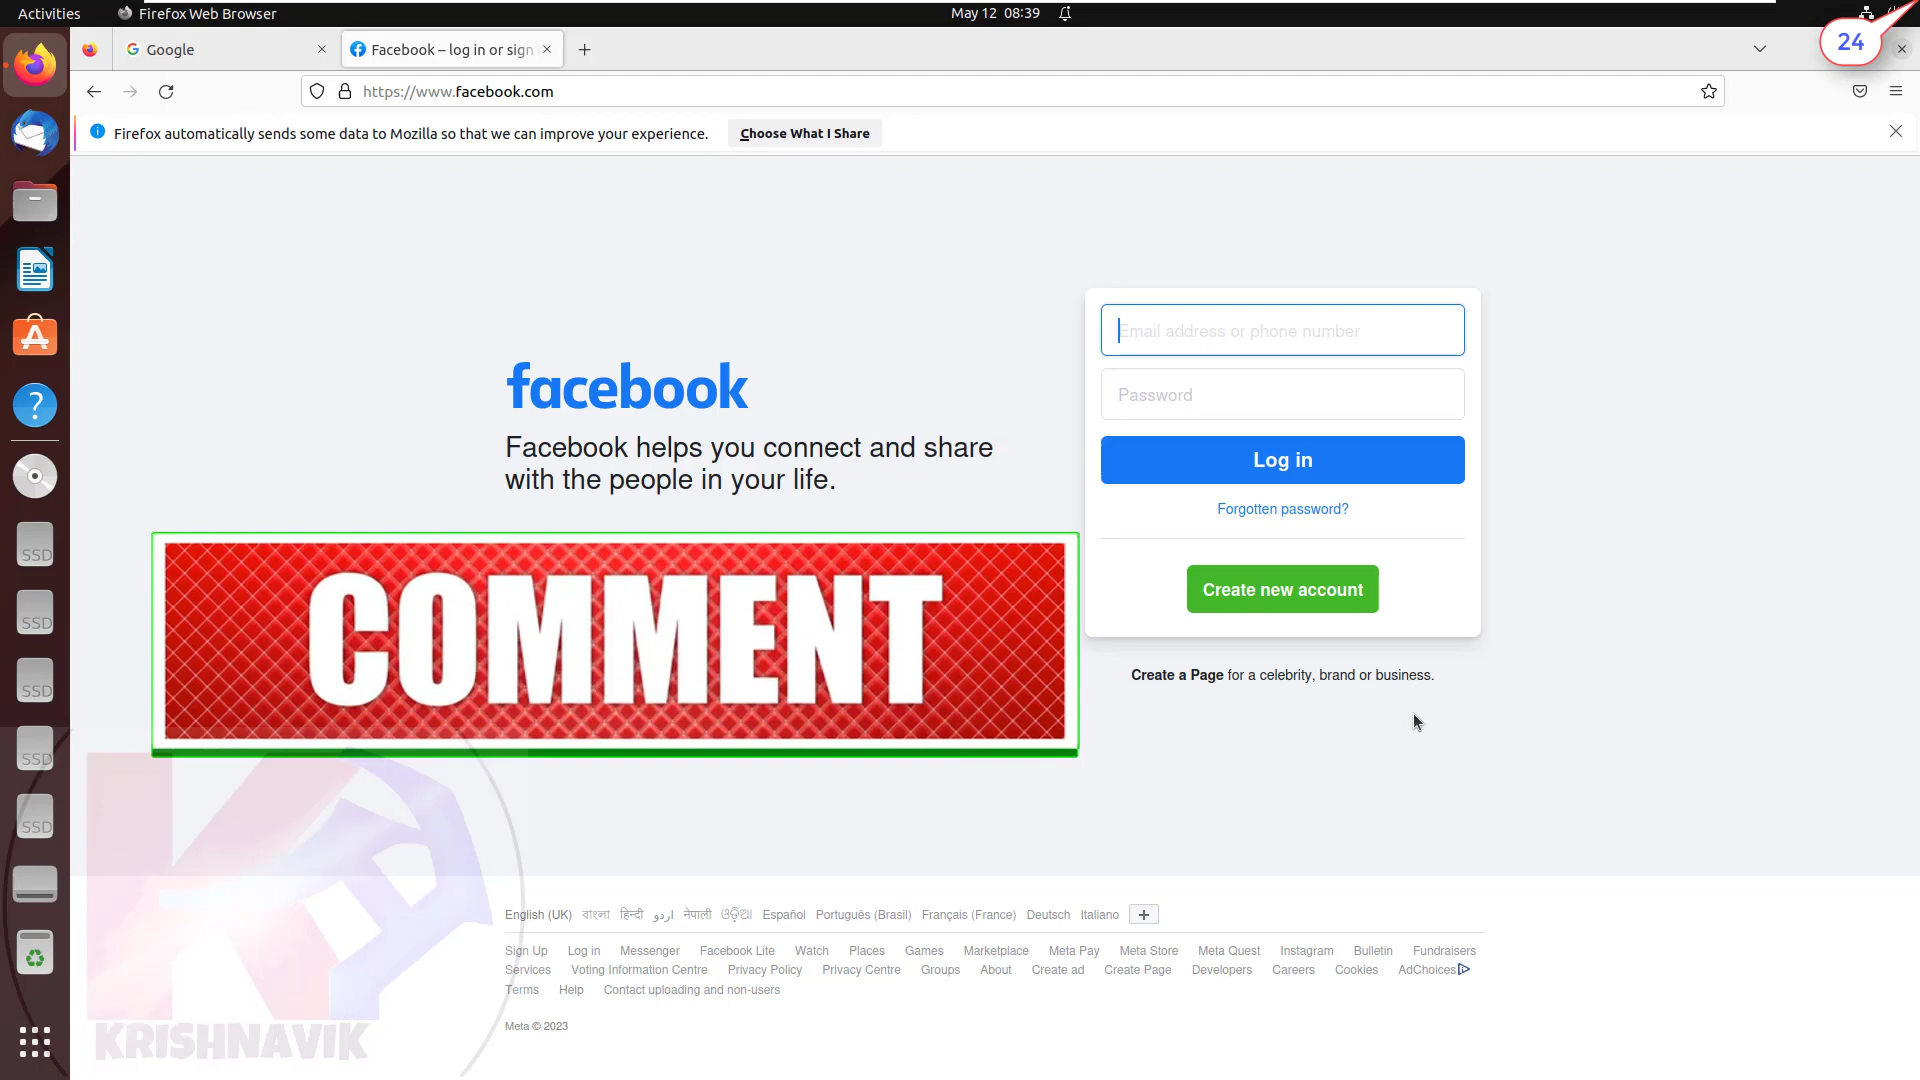 Activities Firefox Web Browser May 12 08:39
24
Google Facebook – log in or sign
https://www.facebook.com
Firefox automatically sends some data to Mozilla so that we can improve your experience. Choose What I Share
Email address or phone number
facebook
Password
Facebook helps you connect and share
with the people in your life.
Log in
Forgotten password?
COMMENT
Create new account
Create a Page for a celebrity, brand or business.
SSD
SSD
SSD
SSD
SSD
English (UK) বাংলা हिन्दी اردو नेपाली ଓଡ଼ିଆ Español Português (Brasil) Français (France) Deutsch Italiano
Sign Up Log in Messenger Facebook Lite Watch Places Games Marketplace Meta Pay Meta Store Meta Quest Instagram Bulletin Fundraisers
Services Voting Information Centre Privacy Policy Privacy Centre Groups About Create ad Create Page Developers Careers Cookies AdChoices
Terms Help Contact uploading and non-users
Meta © 2023
KRISHNAVIK